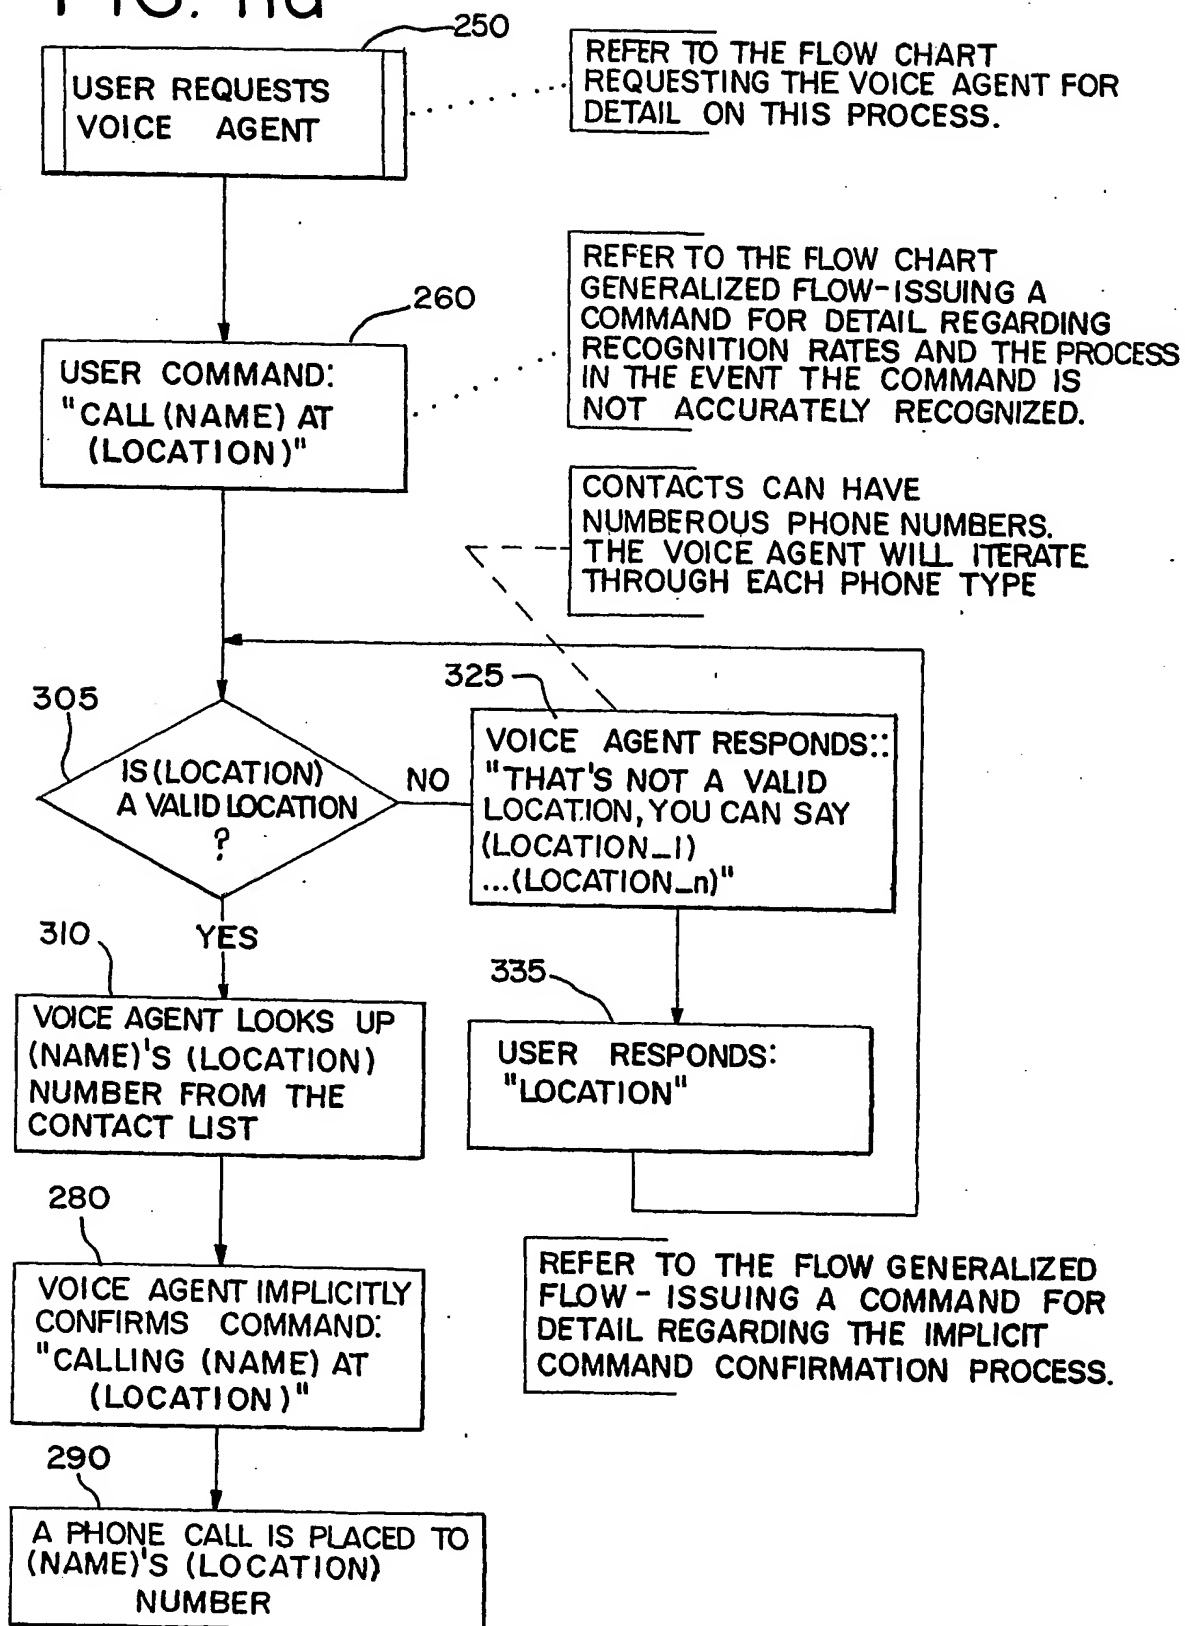 FIG. 11a
250
USER REQUESTS
VOICE AGENT
REFER TO THE FLOW CHART
REQUESTING THE VOICE AGENT FOR
DETAIL ON THIS PROCESS.
260
USER COMMAND:
"CALL (NAME) AT
(LOCATION)"
REFER TO THE FLOW CHART
GENERALIZED FLOW-ISSUING A
COMMAND FOR DETAIL REGARDING
RECOGNITION RATES AND THE PROCESS
IN THE EVENT THE COMMAND IS
NOT ACCURATELY RECOGNIZED.
CONTACTS CAN HAVE
NUMBEROUS PHONE NUMBERS.
THE VOICE AGENT WILL ITERATE
THROUGH EACH PHONE TYPE
305
IS (LOCATION)
A VALID LOCATION
?
NO
325
VOICE AGENT RESPONDS::
"THAT'S NOT A VALID
LOCATION, YOU CAN SAY
(LOCATION_1)
...(LOCATION_n)"
YES
310
VOICE AGENT LOOKS UP
(NAME)'S (LOCATION)
NUMBER FROM THE
CONTACT LIST
335
USER RESPONDS:
"LOCATION"
280
VOICE AGENT IMPLICITLY
CONFIRMS COMMAND:
"CALLING (NAME) AT
(LOCATION)"
REFER TO THE FLOW GENERALIZED
FLOW - ISSUING A COMMAND FOR
DETAIL REGARDING THE IMPLICIT
COMMAND CONFIRMATION PROCESS.
290
A PHONE CALL IS PLACED TO
(NAME)'S (LOCATION)
NUMBER